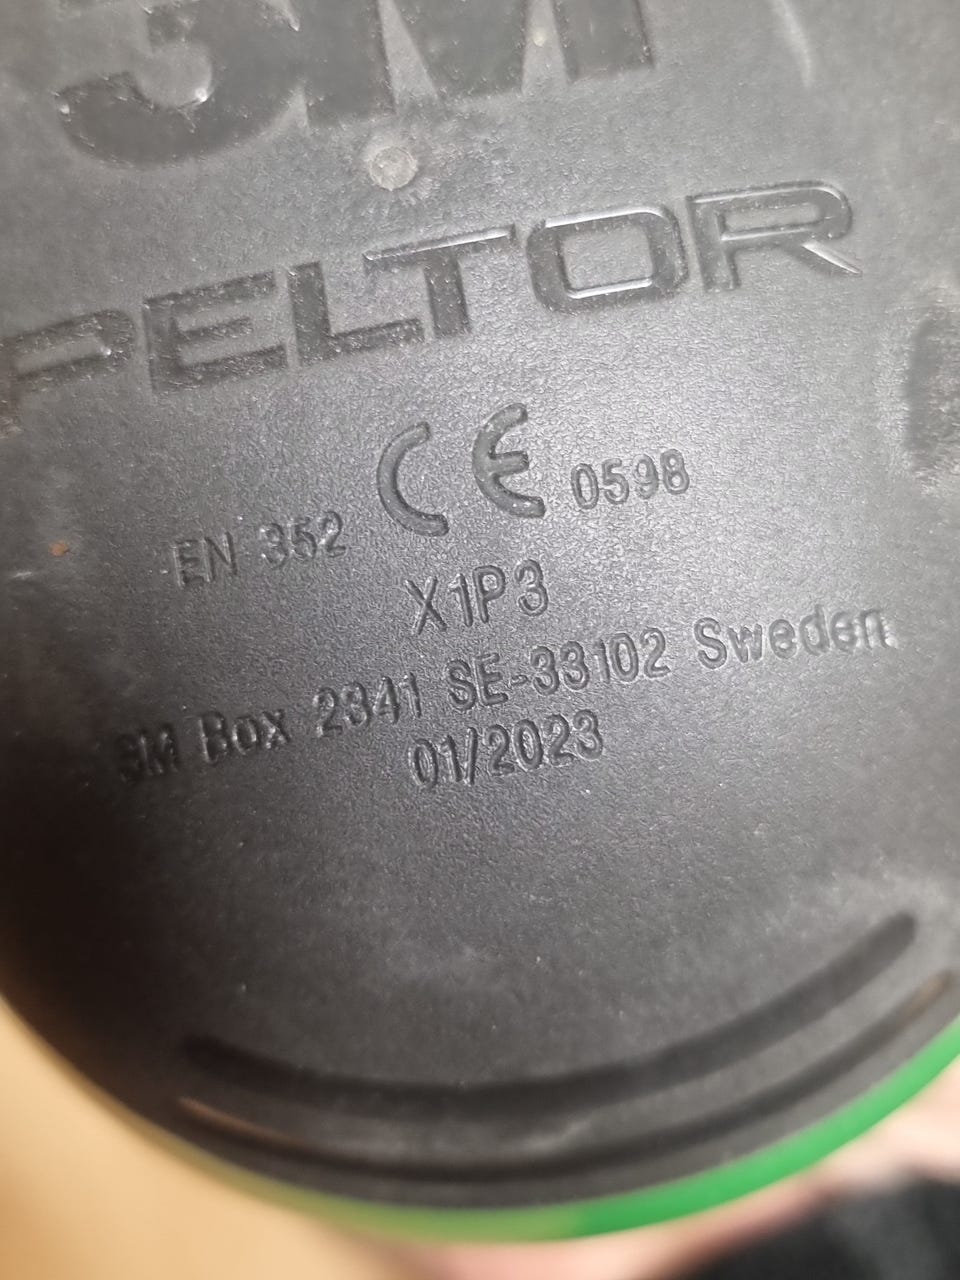 3M
PELTOR
EN 352 CE 0598
X1P3
3M Box 2341 SE-33102 Sweden
01/2023